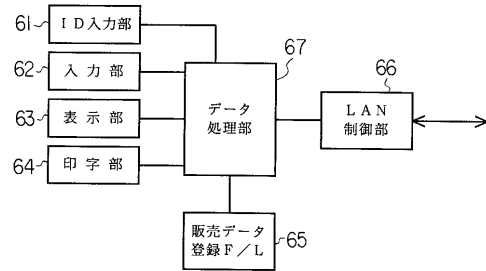 61
ID入力部
62
入力部
63
表示部
64
印字部
67
データ
処理部
66
LAN
制御部
販売データ
登録F/L
65